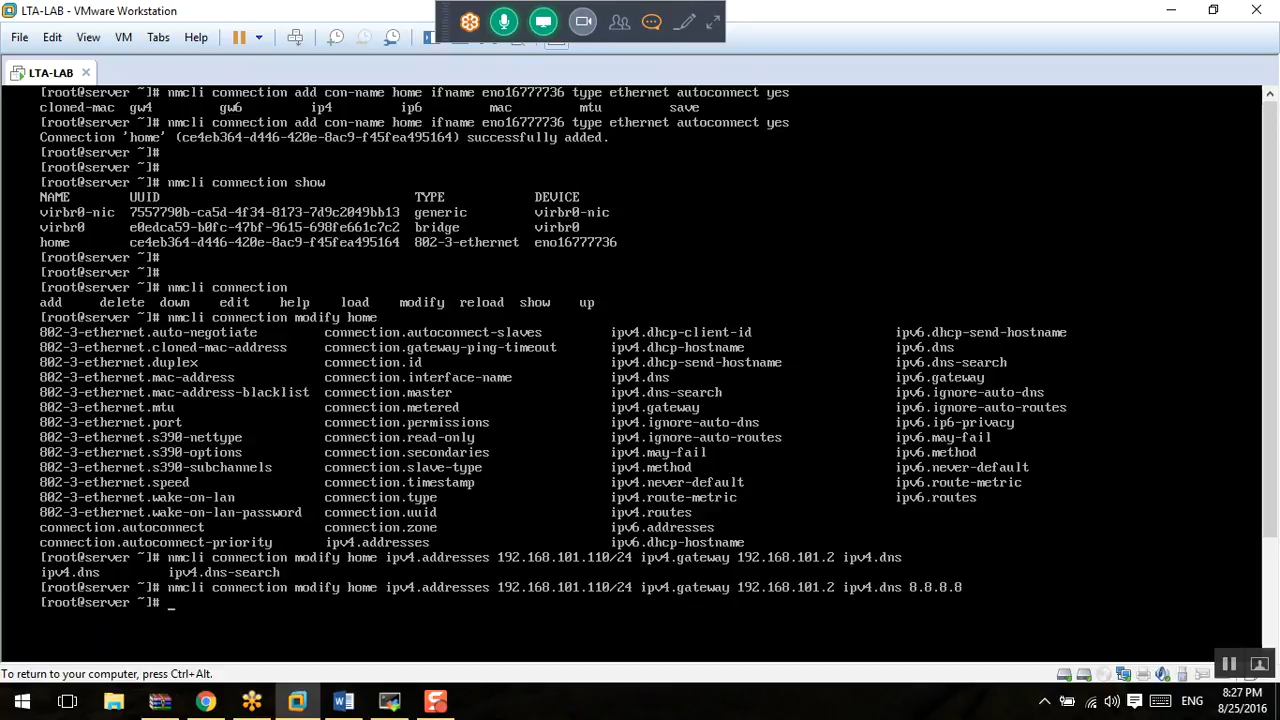 LTA-LAB - VMware Workstation
File Edit View VM Tabs Help
LTA-LAB
[root@server ~]# nmcli connection add con-name home ifname eno16777736 type ethernet autoconnect yes
cloned-mac gw4 gw6 ip4 ip6 mac mtu save
[root@server ~]# nmcli connection add con-name home ifname eno16777736 type ethernet autoconnect yes
Connection 'home' (ce4eb364-d446-420e-8ac9-f45fea495164) successfully added.
[root@server ~]#
[root@server ~]#
[root@server ~]# nmcli connection show
NAME UUID TYPE DEVICE
virbr0-nic 7557790b-ca5d-4f34-8173-7d9c2049bb13 generic virbr0-nic
virbr0 e0edca59-b0fc-47bf-9615-698fe661c7c2 bridge virbr0
home ce4eb364-d446-420e-8ac9-f45fea495164 802-3-ethernet eno16777736
[root@server ~]#
[root@server ~]#
[root@server ~]# nmcli connection
add delete down edit help load modify reload show up
[root@server ~]# nmcli connection modify home
802-3-ethernet.auto-negotiate connection.autoconnect-slaves ipv4.dhcp-client-id ipv6.dhcp-send-hostname
802-3-ethernet.cloned-mac-address connection.gateway-ping-timeout ipv4.dhcp-hostname ipv6.dns
802-3-ethernet.duplex connection.id ipv4.dhcp-send-hostname ipv6.dns-search
802-3-ethernet.mac-address connection.interface-name ipv4.dns ipv6.gateway
802-3-ethernet.mac-address-blacklist connection.master ipv4.dns-search ipv6.ignore-auto-dns
802-3-ethernet.mtu connection.metered ipv4.gateway ipv6.ignore-auto-routes
802-3-ethernet.port connection.permissions ipv4.ignore-auto-dns ipv6.ip6-privacy
802-3-ethernet.s390-nettype connection.read-only ipv4.ignore-auto-routes ipv6.may-fail
802-3-ethernet.s390-options connection.secondaries ipv4.may-fail ipv6.method
802-3-ethernet.s390-subchannels connection.slave-type ipv4.method ipv6.never-default
802-3-ethernet.speed connection.timestamp ipv4.never-default ipv6.route-metric
802-3-ethernet.wake-on-lan connection.type ipv4.route-metric ipv6.routes
802-3-ethernet.wake-on-lan-password connection.uuid ipv4.routes
connection.autoconnect connection.zone ipv6.addresses
connection.autoconnect-priority ipv4.addresses ipv6.dhcp-hostname
[root@server ~]# nmcli connection modify home ipv4.addresses 192.168.101.110/24 ipv4.gateway 192.168.101.2 ipv4.dns
ipv4.dns ipv4.dns-search
[root@server ~]# nmcli connection modify home ipv4.addresses 192.168.101.110/24 ipv4.gateway 192.168.101.2 ipv4.dns 8.8.8.8
[root@server ~]# _
To return to your computer, press Ctrl+Alt.
ENG
8:27 PM
8/25/2016